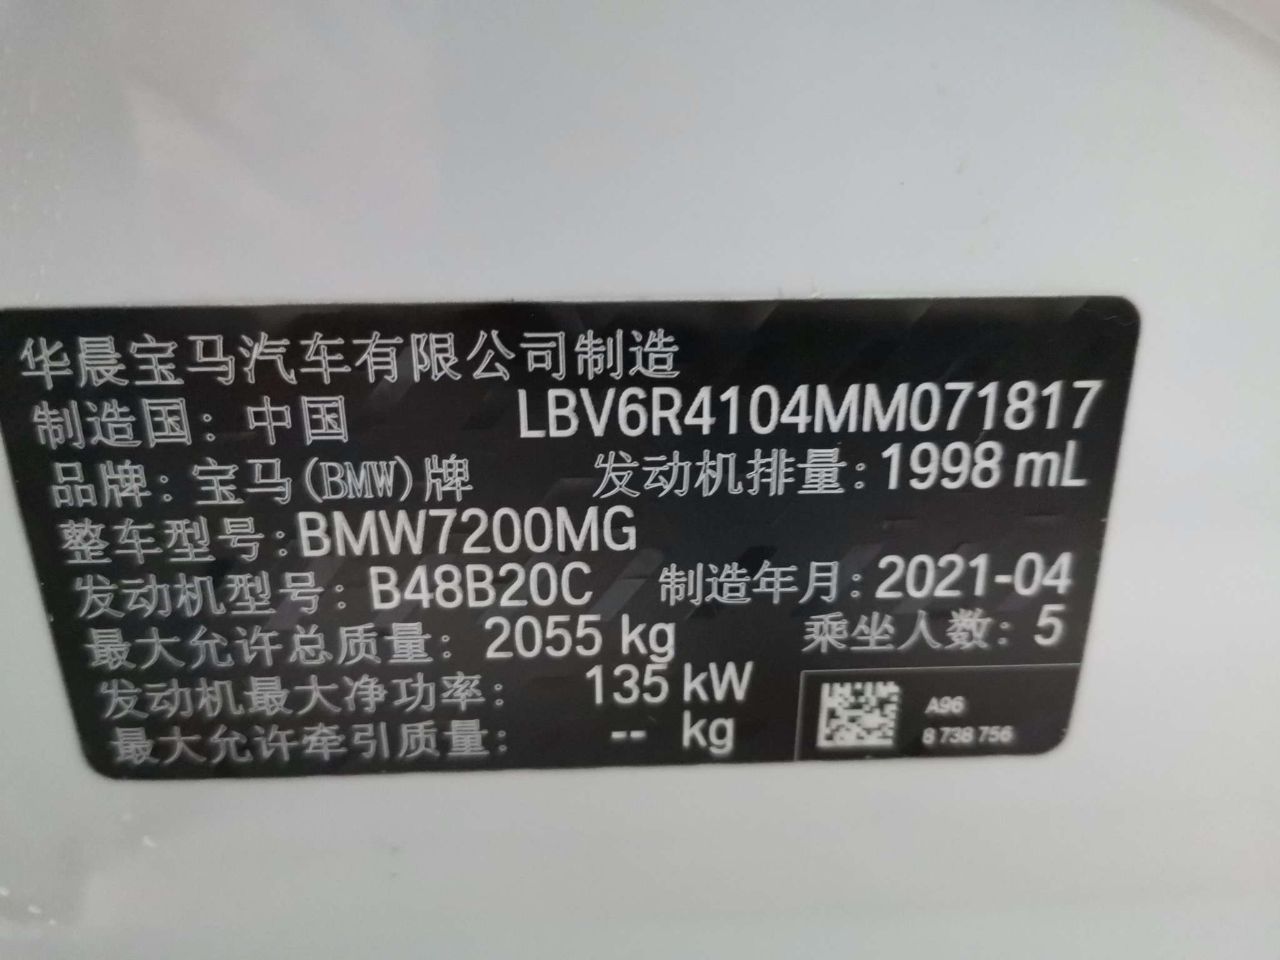 华晨宝马汽车有限公司制造
制造国：中国 LBV6R4104MM071817
品牌：宝马(BMW)牌 发动机排量：1998 mL
整车型号：BMW7200MG
发动机型号：B48B20C 制造年月：2021-04
最大允许总质量：2055 kg 乘坐人数：5
发动机最大净功率：135 kW
最大允许牵引质量：-- kg
A96
8 738 756